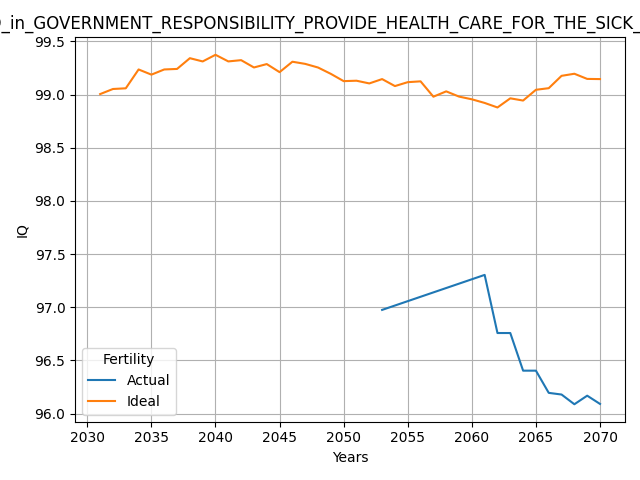 _in_GOVERNMENT_RESPONSIBILITY_PROVIDE_HEALTH_CARE_FOR_THE_SICK_
99.5
99.0
98.5
98.0
97.5
97.0
96.5
96.0
IQ
Fertility
Actual
Ideal
2030 2035 2040 2045 2050 2055 2060 2065 2070
Years